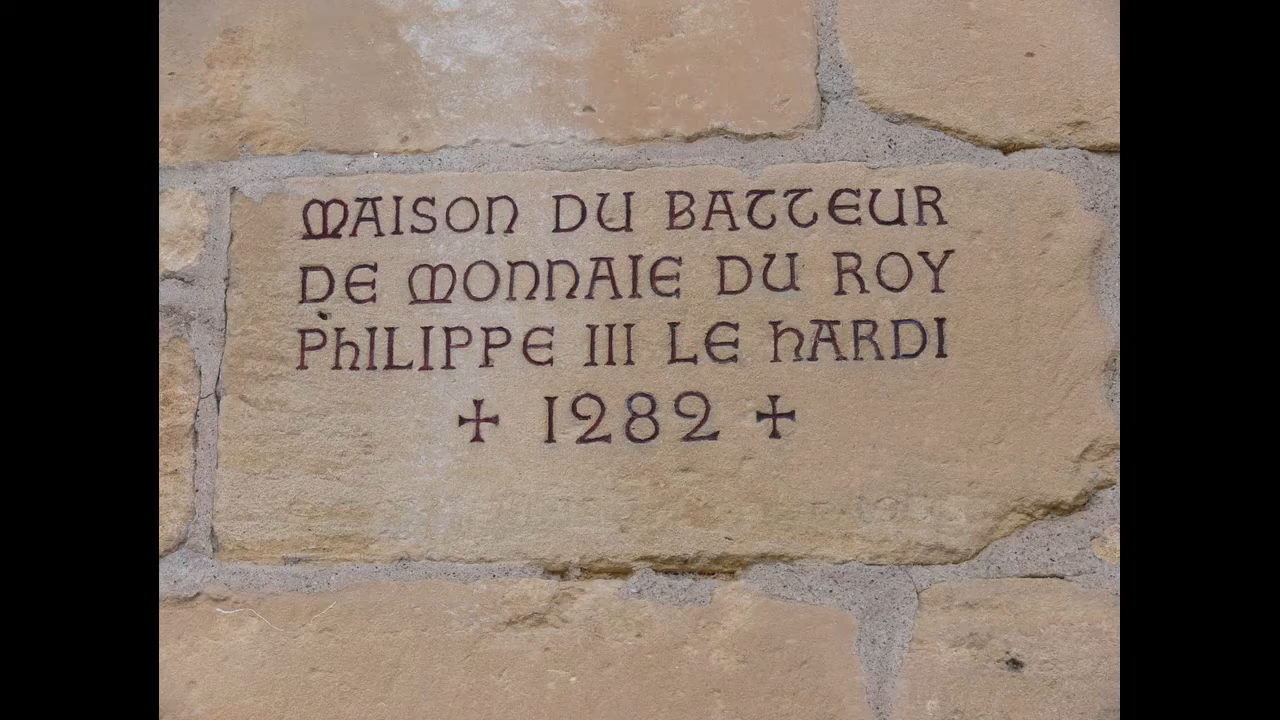 MAISON DU BATTEUR
DE MONNAIE DU ROY
PHILIPPE III LE HARDI
+ 1282 +